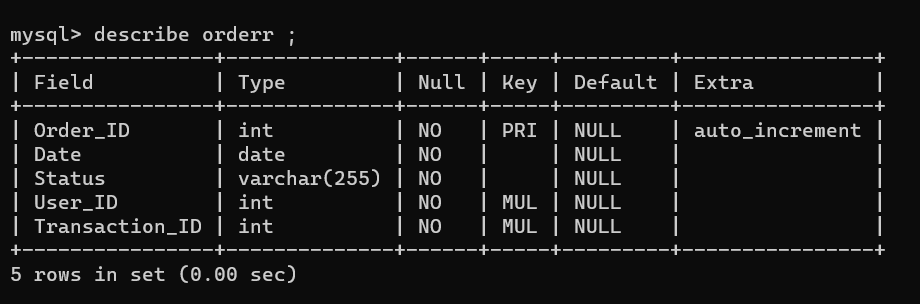 mysql> describe orderr ;
+----------------+--------------+------+-----+---------+----------------+
| Field          | Type         | Null | Key | Default | Extra          |
+----------------+--------------+------+-----+---------+----------------+
| Order_ID       | int          | NO   | PRI | NULL    | auto_increment |
| Date           | date         | NO   |     | NULL    |                |
| Status         | varchar(255) | NO   |     | NULL    |                |
| User_ID        | int          | NO   | MUL | NULL    |                |
| Transaction_ID | int          | NO   | MUL | NULL    |                |
+----------------+--------------+------+-----+---------+----------------+
5 rows in set (0.00 sec)